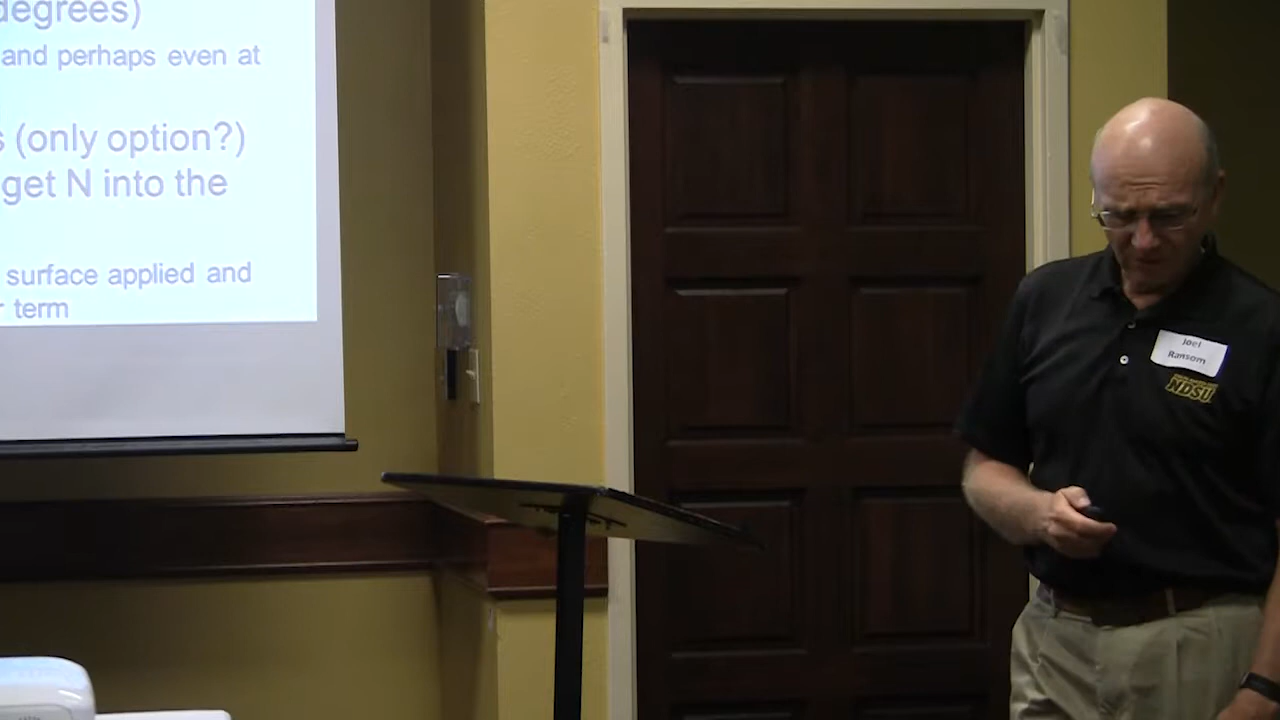 degrees)
and perhaps even at
(only option?)
get N into the
surface applied and
term
Joel
Ransom
NDSU